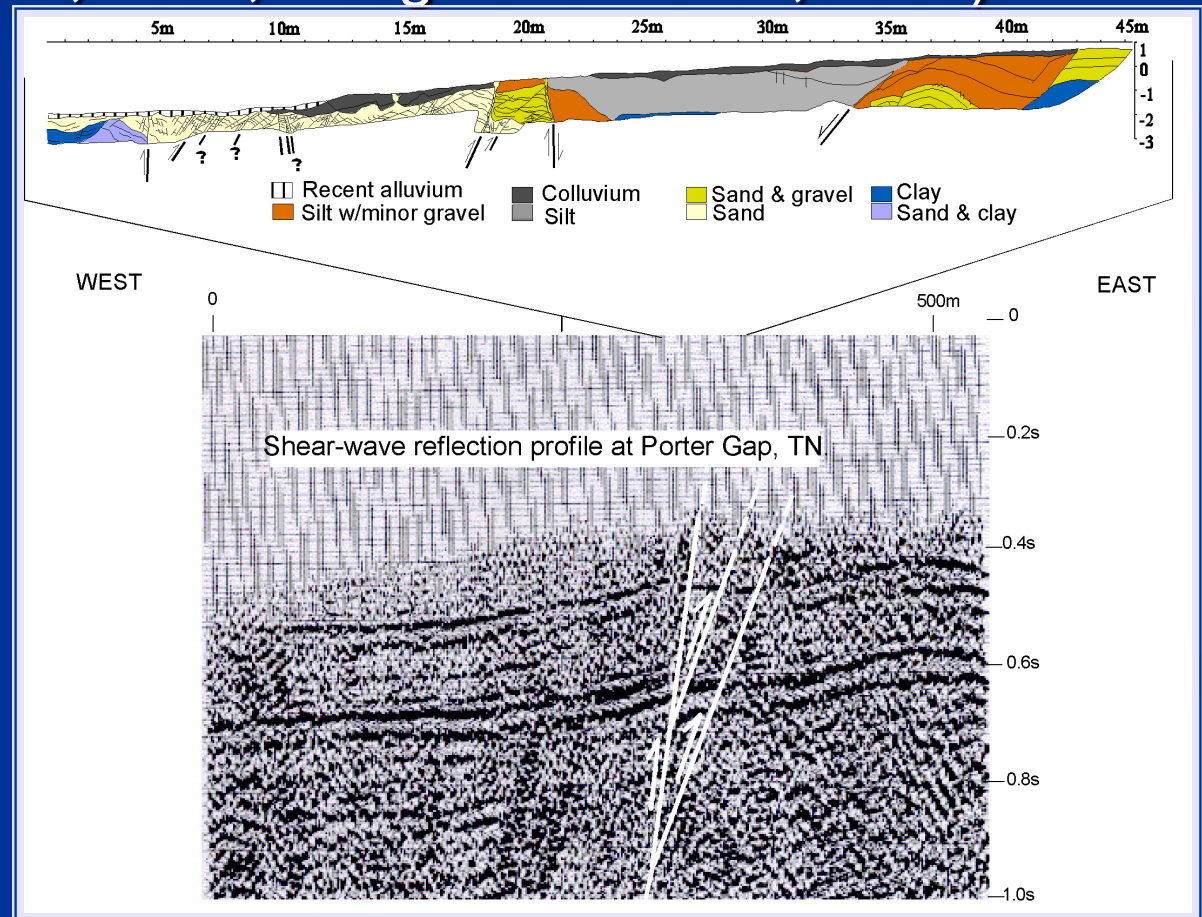 5m 10m 15m 20m 25m 30m 35m 40m 45m
1
0
-1
-2
-3
? ? ?
Recent alluvium Colluvium Sand & gravel Clay
Silt w/minor gravel Silt Sand Sand & clay
WEST EAST
0 500m 0
0.2s
Shear-wave reflection profile at Porter Gap, TN
0.4s
0.6s
0.8s
1.0s